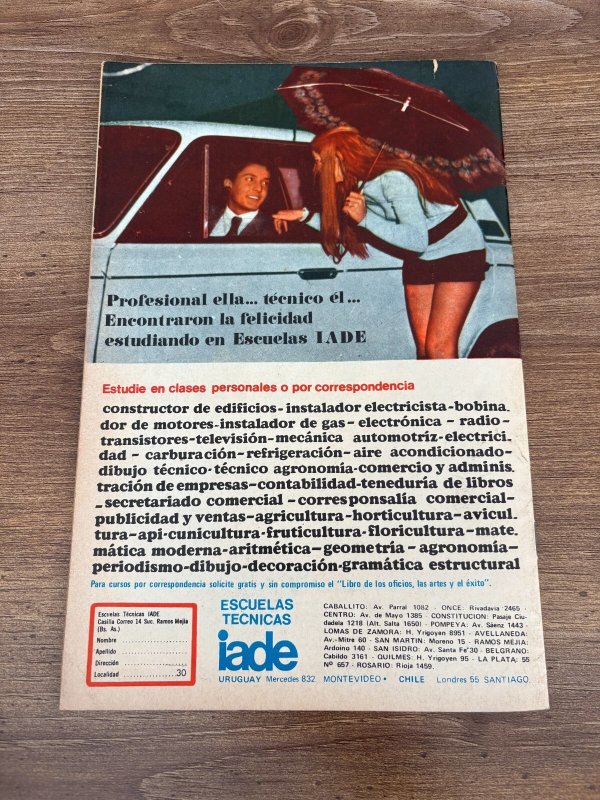 Profesional ella... técnico él...
Encontraron la felicidad
estudiando en Escuelas IADE
Estudie en clases personales o por correspondencia
constructor de edificios-instalador electricista-bobina.
dor de motores-instalador de gas-electrónica-radio-
transistores-televisión-mecánica automotríz-electrici.
dad-carburación-refrigeración-aire acondicionado-
dibujo técnico-técnico agronomía-comercio y adminis.
tración de empresas-contabilidad-teneduría de libros
-secretariado comercial-corresponsalía comercial-
publicidad y ventas-agricultura-horticultura-avicul.
tura-api-cunicultura-fruticultura-floricultura-mate.
mática moderna-aritmética-geometría-agronomía-
periodismo-dibujo-decoración-gramática estructural
Para cursos por correspondencia solicite gratis y sin compromiso el "Libro de los oficios, las artes y el éxito".
Escuelas Técnicas IADE
Casilla Correo 14 Suc. Ramos Mejía
(Bs. As.)
Nombre
Apellido
Dirección
Localidad 30
ESCUELAS
TECNICAS
iade
CABALLITO: Av. Parral 1082 - ONCE: Rivadavia 2465
CENTRO: Av. de Mayo 1385 - CONSTITUCION: Pasaje Ciu-
dadela 1218 (Alt. Salta 1650) - POMPEYA: Av. Sáenz 1443 -
LOMAS DE ZAMORA: H. Yrigoyen 8951 - AVELLANEDA:
Av. Mitre 60 - SAN MARTIN: Moreno 15 - RAMOS MEJIA:
Ardoino 140 - SAN ISIDRO: Av. Santa Fe 30 - BELGRANO:
Cabildo 3161 - QUILMES: H. Yrigoyen 95 - LA PLATA: 55
Nº 657 - ROSARIO: Rioja 1459.
URUGUAY Mercedes 832 MONTEVIDEO • CHILE Londres 55 SANTIAGO.